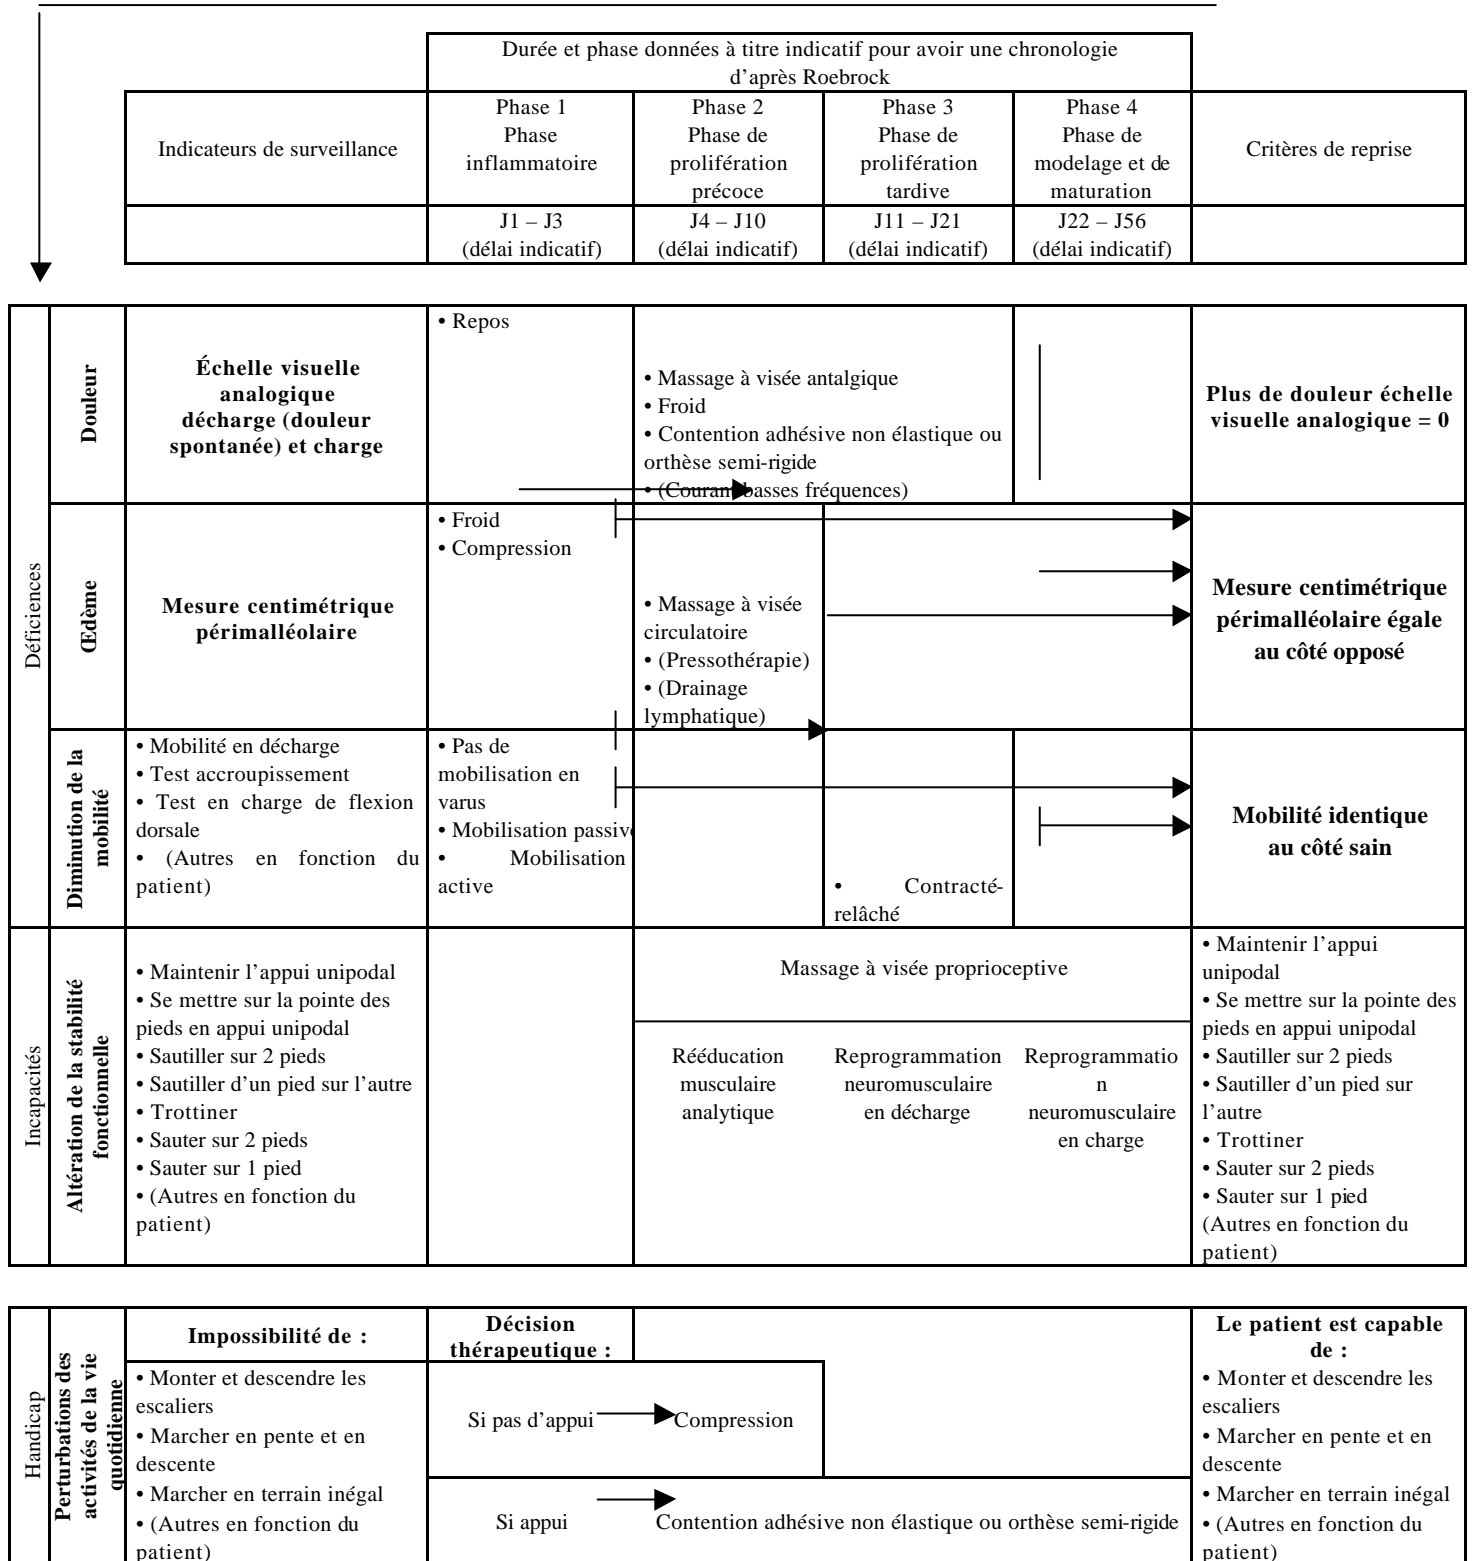 Durée et phase données à titre indicatif pour avoir une chronologie
d'après Roebrock
Indicateurs de surveillance
Phase 1
Phase
inflammatoire
Phase 2
Phase de
prolifération
précoce
Phase 3
Phase de
prolifération
tardive
Phase 4
Phase de
modelage et de
maturation
Critères de reprise
J1 – J3
(délai indicatif)
J4 – J10
(délai indicatif)
J11 – J21
(délai indicatif)
J22 – J56
(délai indicatif)
Déficiences
Douleur
Échelle visuelle
analogique
décharge (douleur
spontanée) et charge
• Repos
• Massage à visée antalgique
• Froid
• Contention adhésive non élastique ou
orthèse semi-rigide
• (Courant basses fréquences)
Plus de douleur échelle
visuelle analogique = 0
Œdème
Mesure centimétrique
périmalléolaire
• Froid
• Compression
• Massage à visée
circulatoire
• (Pressothérapie)
• (Drainage
lymphatique)
Mesure centimétrique
périmalléolaire égale
au côté opposé
Diminution de la
mobilité
• Mobilité en décharge
• Test accroupissement
• Test en charge de flexion
dorsale
• (Autres en fonction du
patient)
• Pas de
mobilisation en
varus
• Mobilisation passive
• Mobilisation
active
• Contracté-
relâché
Mobilité identique
au côté sain
Incapacités
Altération de la stabilité
fonctionnelle
• Maintenir l'appui unipodal
• Se mettre sur la pointe des
pieds en appui unipodal
• Sautiller sur 2 pieds
• Sautiller d'un pied sur l'autre
• Trottiner
• Sauter sur 2 pieds
• Sauter sur 1 pied
• (Autres en fonction du
patient)
Massage à visée proprioceptive
Rééducation
musculaire
analytique
Reprogrammation
neuromusculaire
en décharge
Reprogrammatio
n
neuromusculaire
en charge
• Maintenir l'appui
unipodal
• Se mettre sur la pointe des
pieds en appui unipodal
• Sautiller sur 2 pieds
• Sautiller d'un pied sur
l'autre
• Trottiner
• Sauter sur 2 pieds
• Sauter sur 1 pied
(Autres en fonction du
patient)
Handicap
Perturbations des
activités de la vie
quotidienne
Impossibilité de :
• Monter et descendre les
escaliers
• Marcher en pente et en
descente
• Marcher en terrain inégal
• (Autres en fonction du
patient)
Décision
thérapeutique :
Si pas d'appui
Compression
Si appui
Contention adhésive non élastique ou orthèse semi-rigide
Le patient est capable
de :
• Monter et descendre les
escaliers
• Marcher en pente et en
descente
• Marcher en terrain inégal
• (Autres en fonction du
patient)